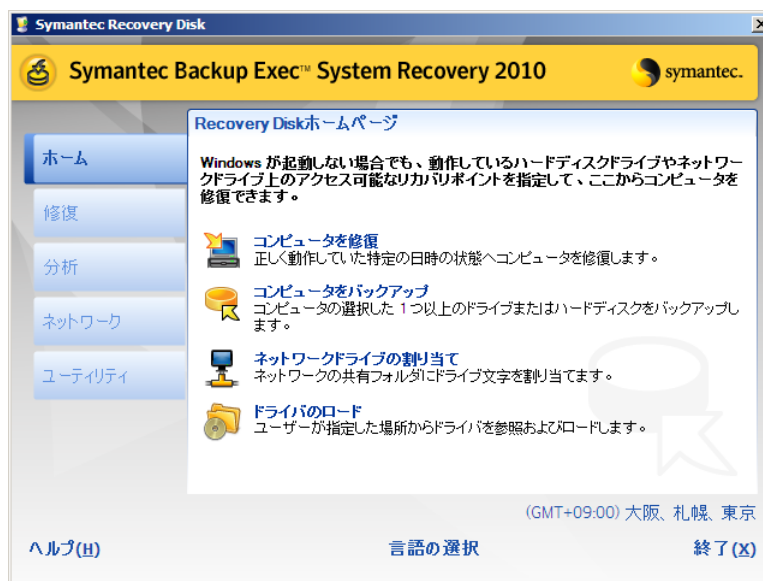 Symantec Recovery Disk
Symantec Backup Exec™ System Recovery 2010
symantec.
Recovery Diskホームページ
ホーム
修復
分析
ネットワーク
ユーティリティ
Windows が起動しない場合でも、動作しているハードディスクドライブやネットワー
クドライブ上のアクセス可能なリカバリポイントを指定して、ここからコンピュータを
修復できます。
コンピュータを修復
正しく動作していた特定の日時の状態へコンピュータを修復します。
コンピュータをバックアップ
コンピュータの選択した 1 つ以上のドライブまたはハードディスクをバックアップし
ます。
ネットワークドライブの割り当て
ネットワークの共有フォルダにドライブ文字を割り当てます。
ドライバのロード
ユーザーが指定した場所からドライバを参照およびロードします。
(GMT+09:00) 大阪、札幌、東京
ヘルプ(H)
言語の選択
終了(X)